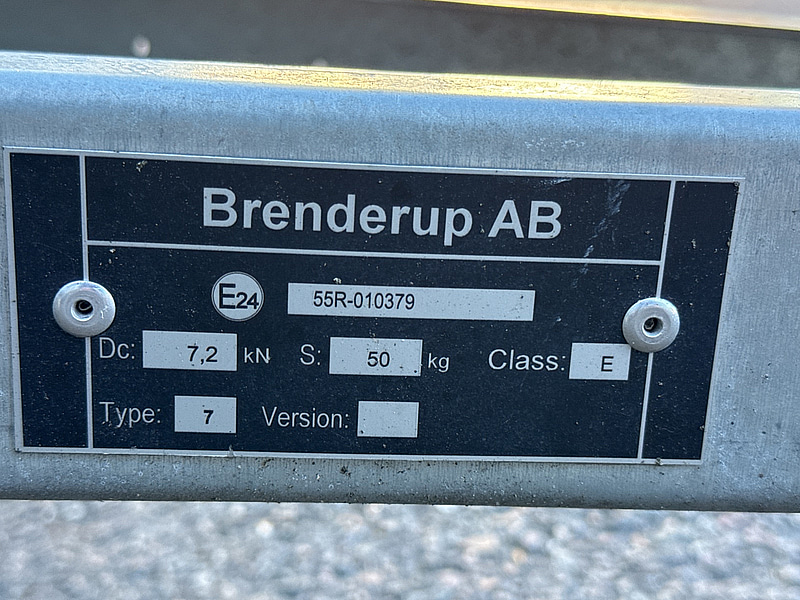 Brenderup AB
E24 55R-010379
Dc: 7,2 kN S: 50 kg Class: E
Type: 7 Version: